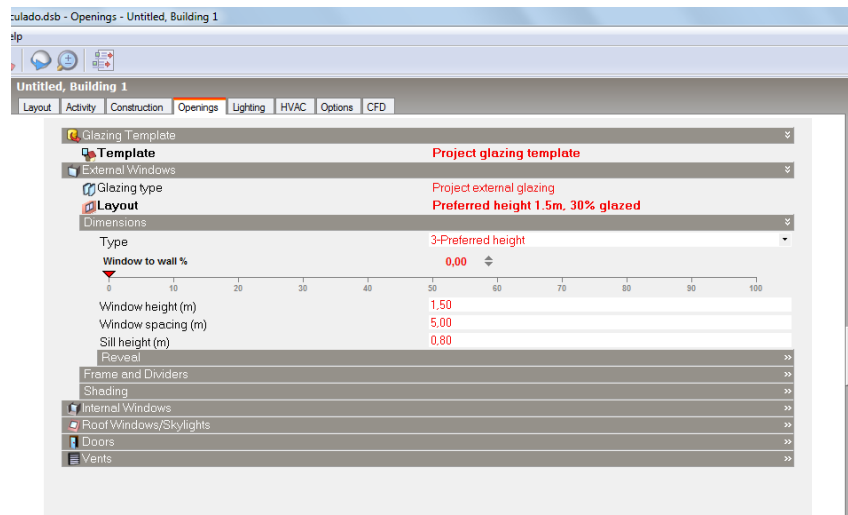 culado.dsb - Openings - Untitled, Building 1
elp
Untitled, Building 1
Layout Activity Construction Openings Lighting HVAC Options CFD
Glazing Template
Template Project glazing template
External Windows
Glazing type Project external glazing
Layout Preferred height 1.5m, 30% glazed
Dimensions
Type 3-Preferred height
Window to wall % 0,00
0 10 20 30 40 50 60 70 80 90 100
Window height (m) 1,50
Window spacing (m) 5,00
Sill height (m) 0,80
Reveal
Frame and Dividers
Shading
Internal Windows
Roof Windows/Skylights
Doors
Vents